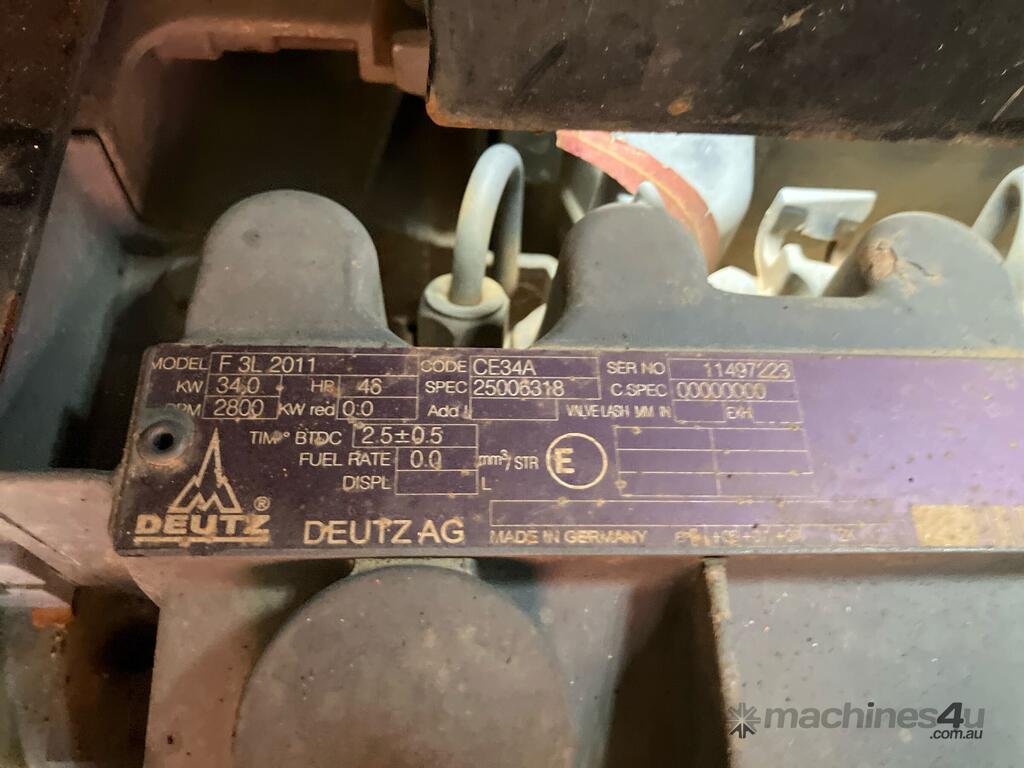 MODEL F 3L 2011 CODE CE34A SER NO 11497223
KW 34,0 HP 46 SPEC 25006318 C.SPEC 00000000
RPM 2800 KW red 0.0 Add L VALVE LASH MM IN EXH
TIM ° BTDC 2.5±0.5
FUEL RATE 0.0 mm³/STR E
DISPL L
DEUTZ ® DEUTZ AG MADE IN GERMANY
machines4u
.com.au